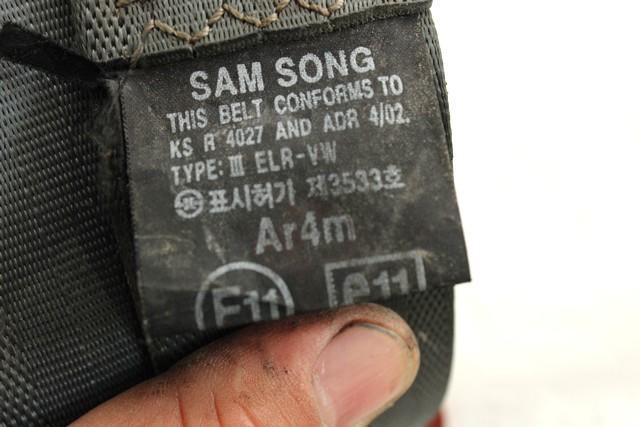 SAM SONG
THIS BELT CONFORMS TO
KS R 4027 AND ADR 4/02.
TYPE: III ELR-VW
㉿ 표시허가 제3533호
Ar4m
E11 e11